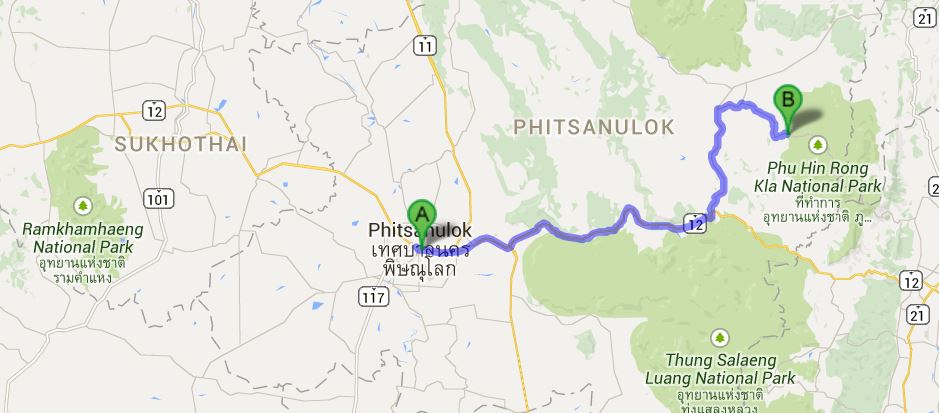 21
11
12
B
SUKHOTHAI
PHITSANULOK
Phu Hin Rong
Kla National Park
ที่ทำการ
อุทยานแห่งชาติ ภู...
101
2
A
Ramkhamhaeng
National Park
อุทยานแห่งชาติ
รามคำแหง
Phitsanulok
เทศบาลนคร
พิษณุโลก
12
12
117
21
Thung Salaeng
Luang National Park
อุทยานแห่งชาติ
ทุ่งแสลงหลวง